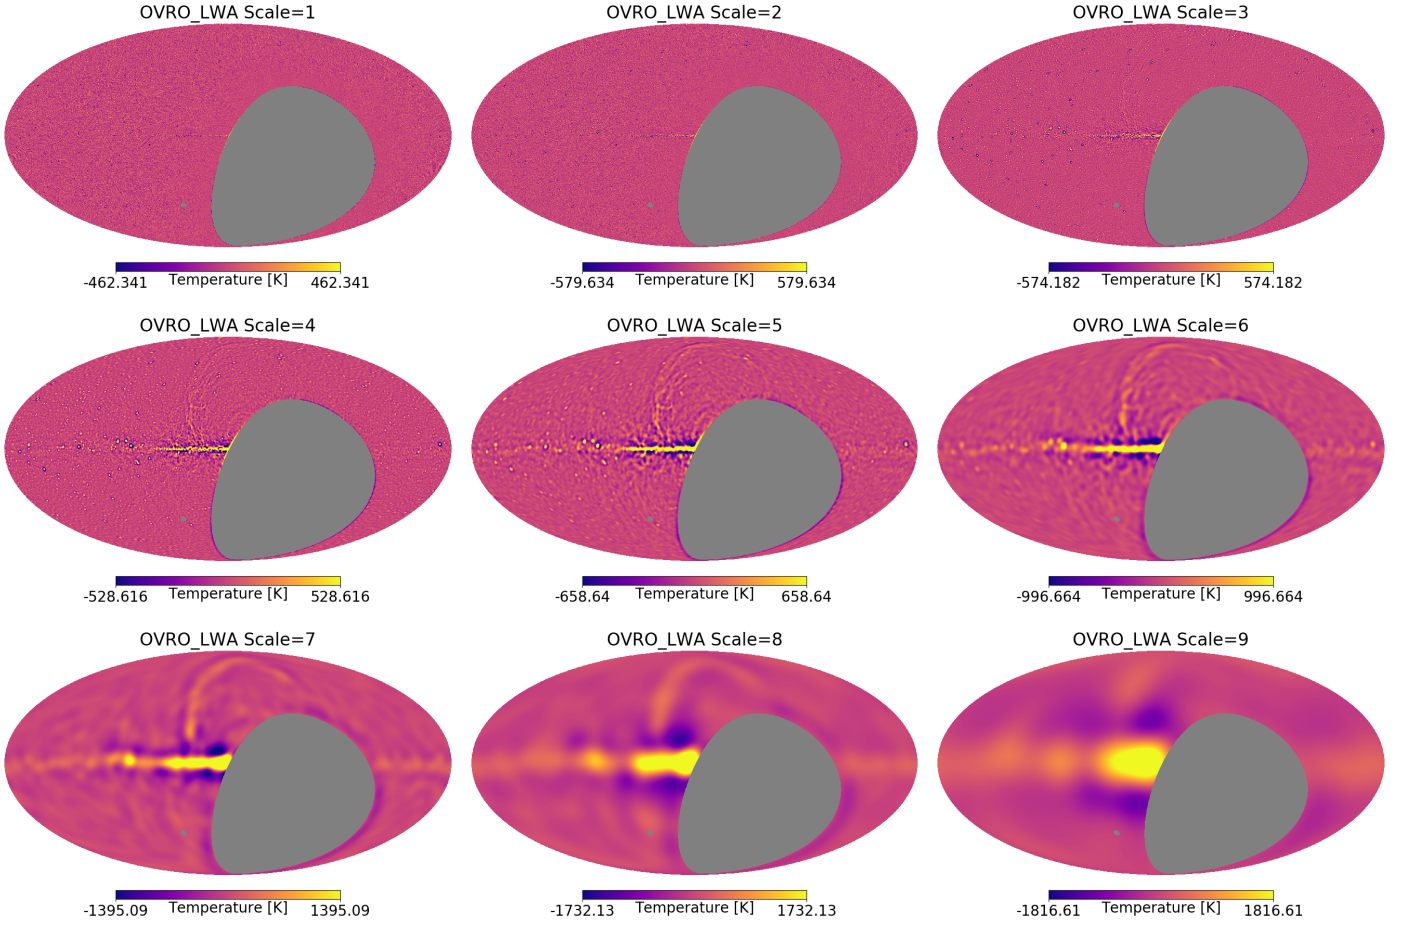 OVRO_LWA Scale=1
OVRO_LWA Scale=2
OVRO_LWA Scale=3
-462.341 Temperature [K] 462.341
-579.634 Temperature [K] 579.634
-574.182 Temperature [K] 574.182
OVRO_LWA Scale=4
OVRO_LWA Scale=5
OVRO_LWA Scale=6
-528.616 Temperature [K] 528.616
-658.64 Temperature [K] 658.64
-996.664 Temperature [K] 996.664
OVRO_LWA Scale=7
OVRO_LWA Scale=8
OVRO_LWA Scale=9
-1395.09 Temperature [K] 1395.09
-1732.13 Temperature [K] 1732.13
-1816.61 Temperature [K] 1816.61